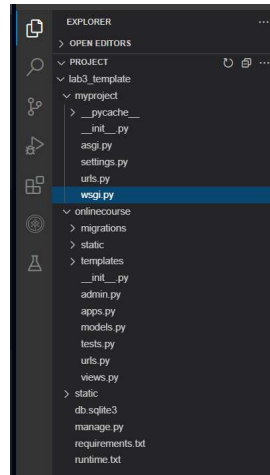 EXPLORER
...
> OPEN EDITORS
PROJECT
...
lab3_template
myproject
> __pycache__
__init__.py
asgi.py
settings.py
urls.py
wsgi.py
onlinecourse
> migrations
> static
> templates
__init__.py
admin.py
apps.py
models.py
tests.py
urls.py
views.py
> static
db.sqlite3
manage.py
requirements.txt
runtime.txt